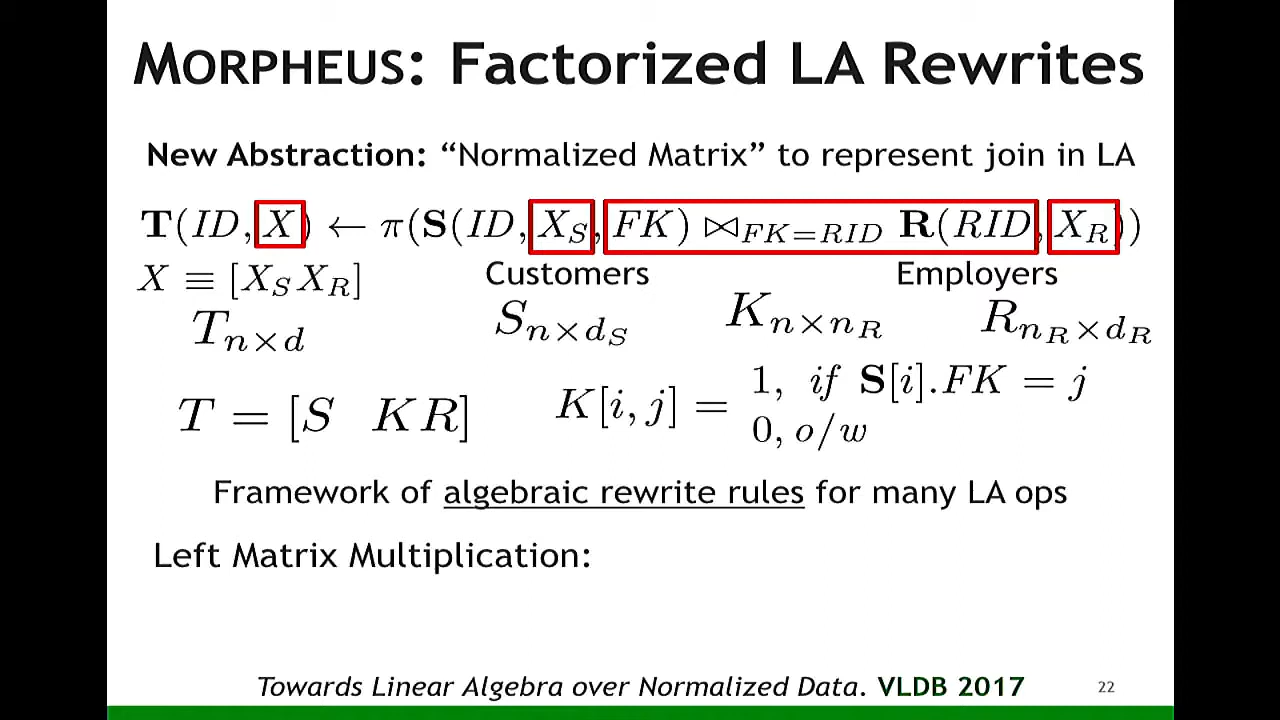 MORPHEUS: Factorized LA Rewrites
New Abstraction: “Normalized Matrix” to represent join in LA
T(ID, X) ← π(S(ID, X_S, FK) ⋈_{FK=RID} R(RID, X_R))
X ≡ [X_S X_R]
Customers
Employers
T_{n×d}
S_{n×d_S}
K_{n×n_R}
R_{n_R×d_R}
T = [S KR]
K[i, j] = 1, if S[i].FK = j
0, o/w
Framework of algebraic rewrite rules for many LA ops
Left Matrix Multiplication:
Towards Linear Algebra over Normalized Data. VLDB 2017
22